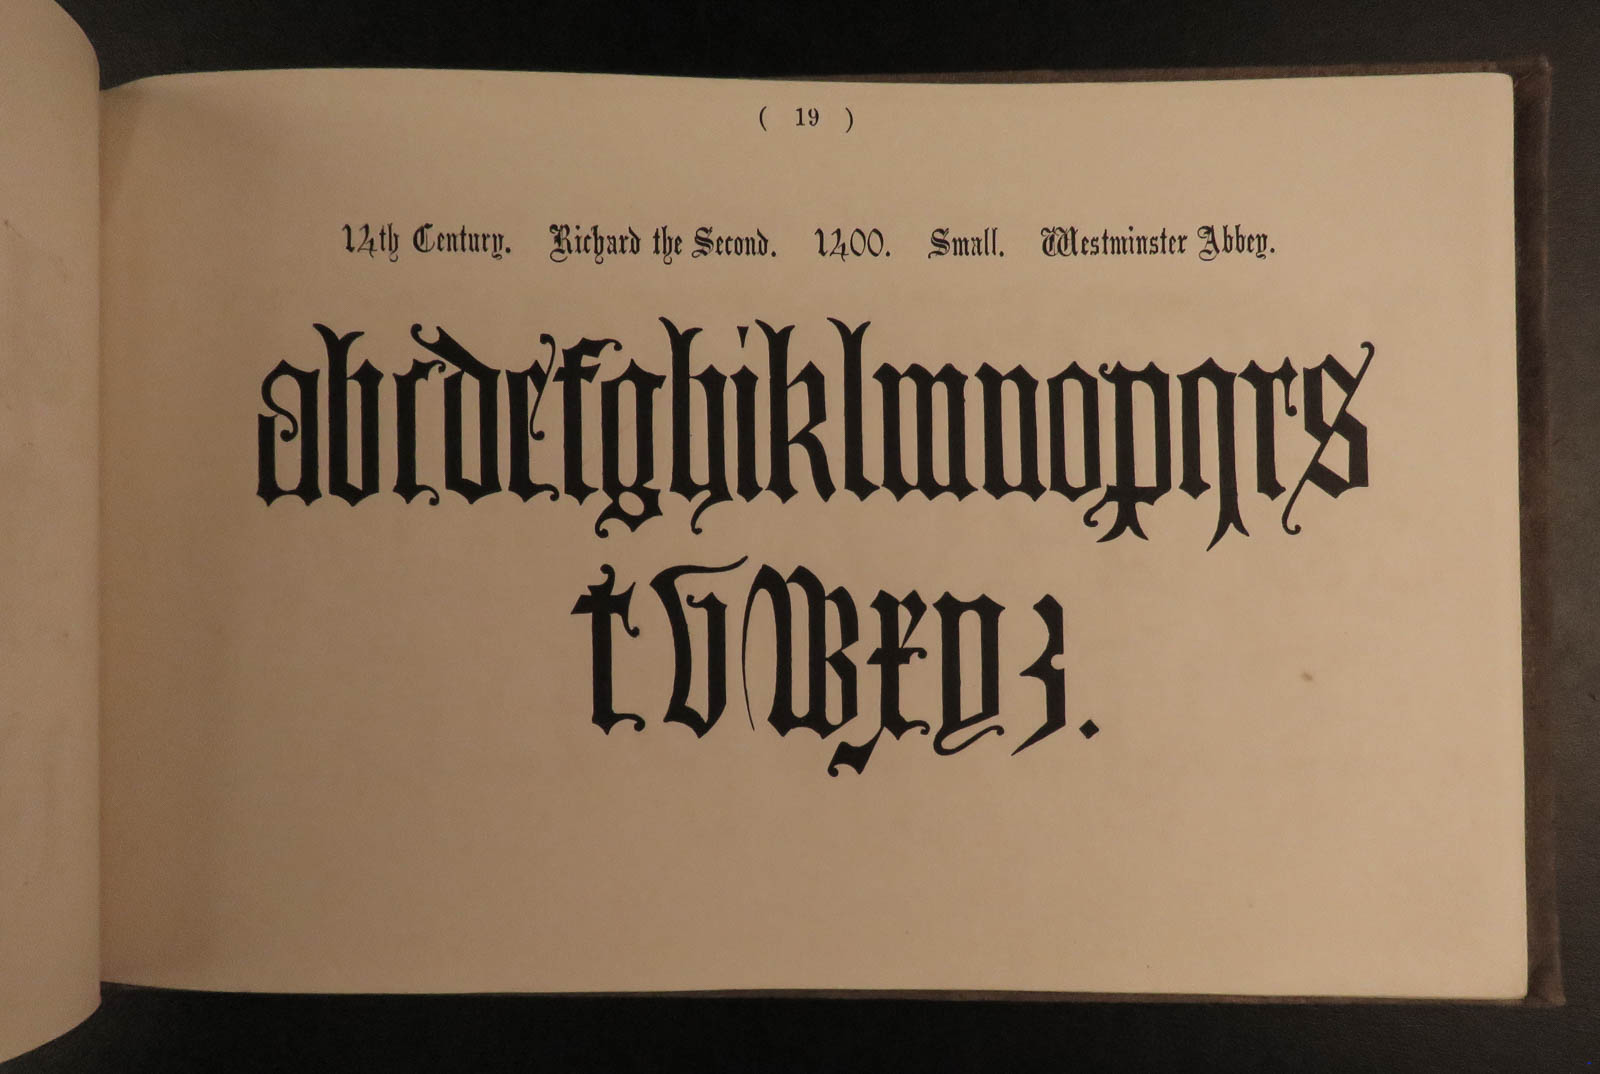 ( 19 )
14th Century. Richard the Second. 1400. Small. Westminster Abbey.
abcdefghiklmnopqrs
tvwxyz.